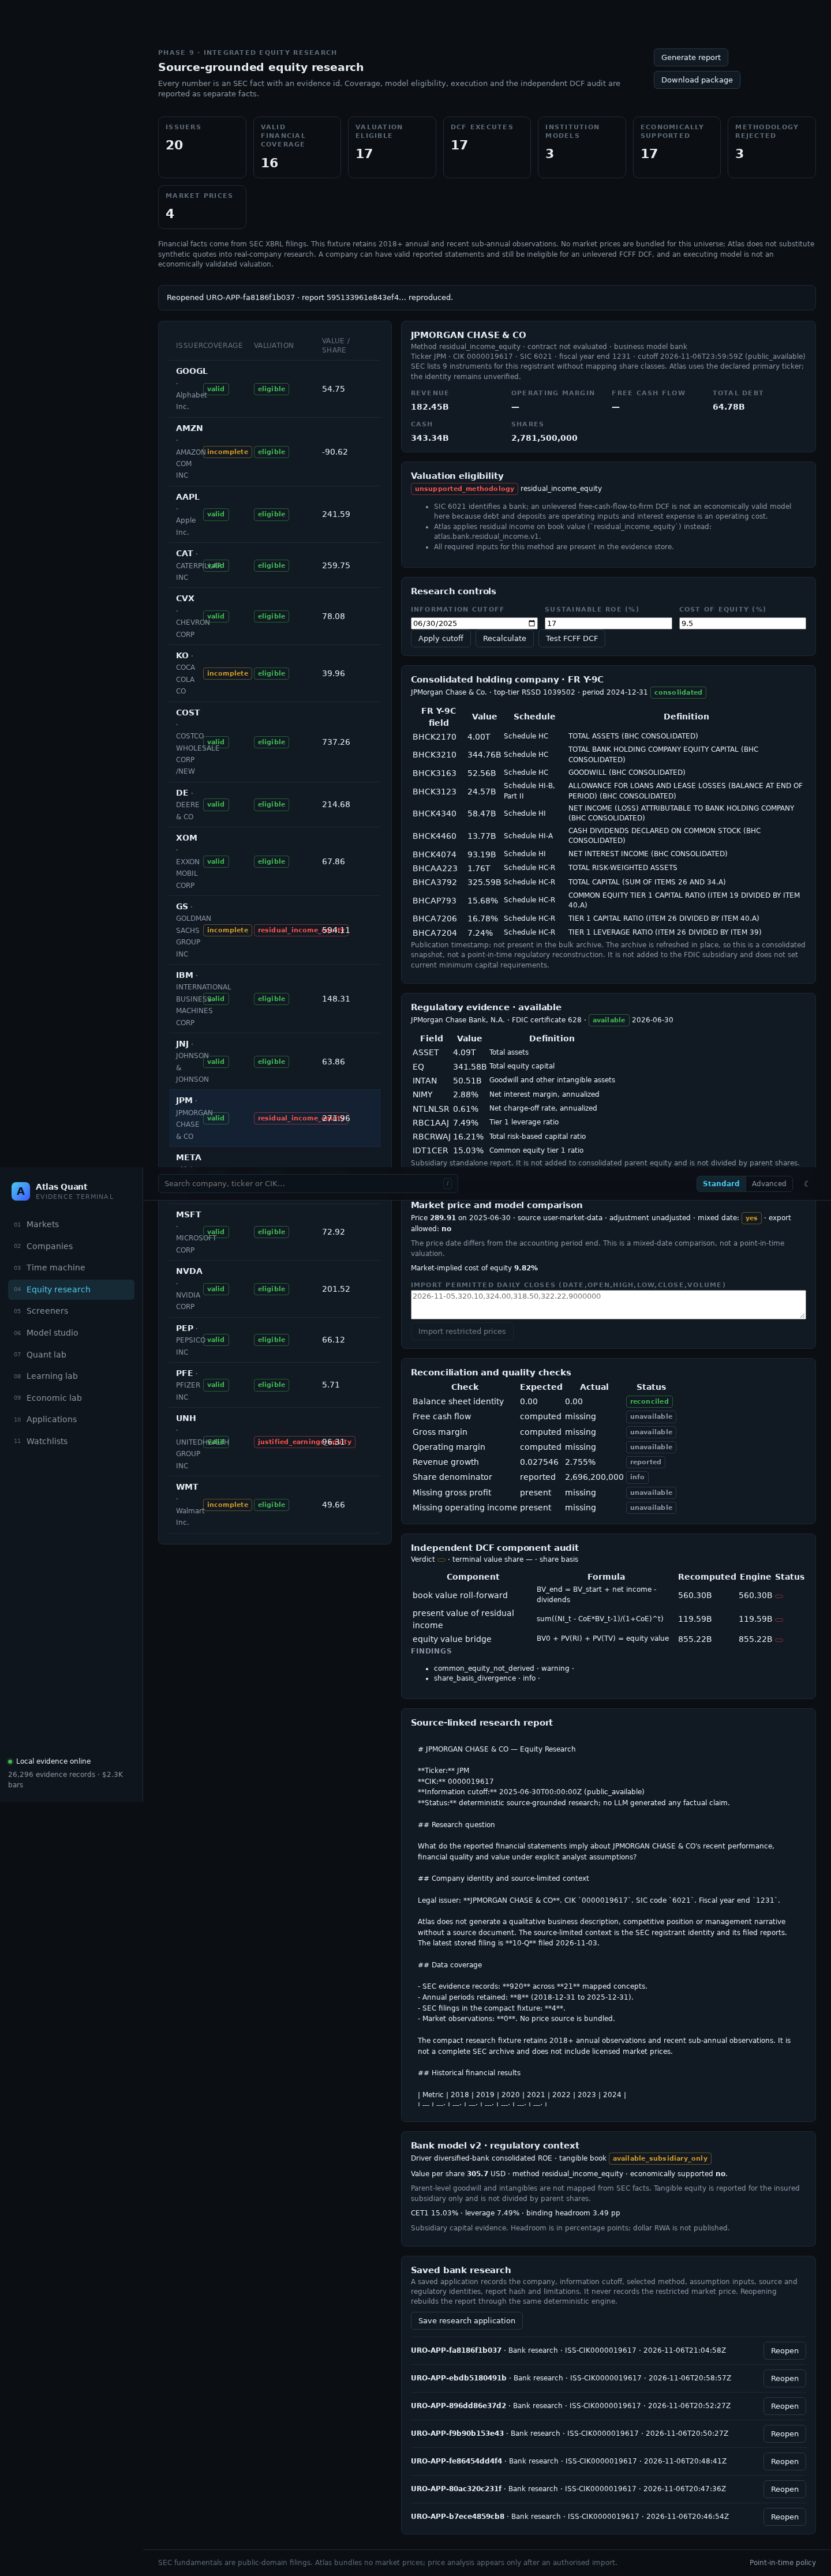 PHASE 9 · INTEGRATED EQUITY RESEARCH
Source-grounded equity research
Every number is an SEC fact with an evidence id. Coverage, model eligibility, execution and the independent DCF audit are
reported as separate facts.
Generate report
Download package
ISSUERS
20
VALID FINANCIAL COVERAGE
16
VALUATION ELIGIBLE
17
DCF EXECUTES
17
INSTITUTION MODELS
3
ECONOMICALLY SUPPORTED
17
METHODOLOGY REJECTED
3
MARKET PRICES
4
Financial facts come from SEC XBRL filings. This fixture retains 2018+ annual and recent sub-annual observations. No market prices are bundled for this universe; Atlas does not substitute
synthetic quotes into real-company research. A company can have valid reported statements and still be ineligible for an unlevered FCFF DCF, and an executing model is not an
economically validated valuation.
Reopened URO-APP-fa8186f1b037 · report 595133961e843ef4… reproduced.
ISSUER COVERAGE VALUATION VALUE / SHARE
GOOGL · Alphabet Inc. valid eligible 54.75
AMZN · AMAZON COM INC incomplete eligible -90.62
AAPL · Apple Inc. valid eligible 241.59
CAT · CATERPILLAR INC valid eligible 259.75
CVX · CHEVRON CORP valid eligible 78.08
KO · COCA COLA CO incomplete eligible 39.96
COST · COSTCO WHOLESALE CORP /NEW valid eligible 737.26
DE · DEERE & CO valid eligible 214.68
XOM · EXXON MOBIL CORP valid eligible 67.86
GS · GOLDMAN SACHS GROUP INC incomplete residual_income_equity 594.11
IBM · INTERNATIONAL BUSINESS MACHINES CORP valid eligible 148.31
JNJ · JOHNSON & JOHNSON valid eligible 63.86
JPM · JPMORGAN CHASE & CO valid
META
MSFT · MICROSOFT CORP valid eligible 72.92
NVDA · NVIDIA CORP valid eligible 201.52
PEP · PEPSICO INC valid eligible 66.12
PFE · PFIZER INC valid eligible 5.71
UNH · UNITEDHEALTH GROUP INC valid justified_earnings 96.31
WMT · Walmart Inc. incomplete eligible 49.66
JPMORGAN CHASE & CO
Method residual_income_equity · contract not evaluated · business model bank
Ticker JPM · CIK 0000019617 · SIC 6021 · fiscal year end 1231 · cutoff 2026-11-06T23:59:59Z (public_available)
SEC lists 9 instruments for this registrant without mapping share classes. Atlas uses the declared primary ticker;
the identity remains unverified.
REVENUE OPERATING MARGIN FREE CASH FLOW TOTAL DEBT
182.45B — — 64.78B
CASH SHARES
343.34B 2,781,500,000
Valuation eligibility
unsupported_methodology residual_income_equity
• SIC 6021 identifies a bank; an unlevered free-cash-flow-to-firm DCF is not an economically valid model
here because debt and deposits are operating inputs and interest expense is an operating cost.
• Atlas applies residual income on book value (`residual_income_equity`) instead:
atlas.bank.residual_income.v1.
• All required inputs for this method are present in the evidence store.
Research controls
INFORMATION CUTOFF SUSTAINABLE ROE (%) COST OF EQUITY (%)
06/30/2025 17 9.5
Apply cutoff Recalculate Test FCFF DCF
Consolidated holding company · FR Y-9C
JPMorgan Chase & Co. · top-tier RSSD 1039502 · period 2024-12-31 consolidated
FR Y-9C field Value Schedule Definition
BHCK2170 4.00T Schedule HC TOTAL ASSETS (BHC CONSOLIDATED)
BHCK3210 344.76B Schedule HC TOTAL BANK HOLDING COMPANY EQUITY CAPITAL (BHC CONSOLIDATED)
BHCK3163 52.56B Schedule HC GOODWILL (BHC CONSOLIDATED)
BHCK3123 24.57B Schedule HI-B, Part II ALLOWANCE FOR LOANS AND LEASE LOSSES (BALANCE AT END OF PERIOD) (BHC CONSOLIDATED)
BHCK4340 58.47B Schedule HI NET INCOME (LOSS) ATTRIBUTABLE TO BANK HOLDING COMPANY (BHC CONSOLIDATED)
BHCK4460 13.77B Schedule HI-A CASH DIVIDENDS DECLARED ON COMMON STOCK (BHC CONSOLIDATED)
BHCK4074 93.19B Schedule HI NET INTEREST INCOME (BHC CONSOLIDATED)
BHCAA223 1.76T Schedule HC-R TOTAL RISK-WEIGHTED ASSETS
BHCA3792 325.59B Schedule HC-R TOTAL CAPITAL (SUM OF ITEMS 26 AND 34.A)
BHCAP793 15.68% Schedule HC-R COMMON EQUITY TIER 1 CAPITAL RATIO (ITEM 19 DIVIDED BY ITEM 40.A)
BHCA7206 16.78% Schedule HC-R TIER 1 CAPITAL RATIO (ITEM 26 DIVIDED BY ITEM 40.A)
BHCA7204 7.24% Schedule HC-R TIER 1 LEVERAGE RATIO (ITEM 26 DIVIDED BY ITEM 39)
Publication timestamp: not present in the bulk archive. The archive is refreshed in place, so this is a consolidated
snapshot, not a point-in-time regulatory reconstruction. It is not added to the FDIC subsidiary and does not set
current minimum capital requirements.
Regulatory evidence · available
JPMorgan Chase Bank, N.A. · FDIC certificate 628 · available 2026-06-30
Field Value Definition
ASSET 4.09T Total assets
EQ 341.58B Total equity capital
INTAN 50.51B Goodwill and other intangible assets
NIMY 2.88% Net interest margin, annualized
NTLNLSR 0.61% Net charge-off rate, annualized
RBC1AAJ 7.49% Tier 1 leverage ratio
RBCRWAJ 16.21% Total risk-based capital ratio
IDT1CER 15.03% Common equity tier 1 ratio
Subsidiary standalone report. It is not added to consolidated parent equity and is not divided by parent shares.
A Atlas Quant
EVIDENCE TERMINAL
Search company, ticker or CIK… /
Standard Advanced ☾
01 Markets
02 Companies
03 Time machine
04 Equity research
05 Screeners
06 Model studio
07 Quant lab
08 Learning lab
09 Economic lab
10 Applications
11 Watchlists
Local evidence online
26,296 evidence records · $2.3K
bars
Market price and model comparison
Price 289.91 on 2025-06-30 · source user-market-data · adjustment unadjusted · mixed date: yes · export
allowed: no
The price date differs from the accounting period end. This is a mixed-date comparison, not a point-in-time
valuation.
Market-implied cost of equity 9.82%
IMPORT PERMITTED DAILY CLOSES (DATE,OPEN,HIGH,LOW,CLOSE,VOLUME)
2026-11-05,320.10,324.00,318.50,322.22,9000000
Import restricted prices
Reconciliation and quality checks
Check Expected Actual Status
Balance sheet identity 0.00 0.00 reconciled
Free cash flow computed missing unavailable
Gross margin computed missing unavailable
Operating margin computed missing unavailable
Revenue growth 0.027546 2.755% reported
Share denominator reported 2,696,200,000 info
Missing gross profit present missing unavailable
Missing operating income present missing unavailable
Independent DCF component audit
Verdict · terminal value share — · share basis
Component Formula Recomputed Engine Status
book value roll-forward BV_end = BV_start + net income - dividends 560.30B 560.30B
present value of residual income sum((NI_t - CoE*BV_t-1)/(1+CoE)^t) 119.59B 119.59B
equity value bridge BV0 + PV(RI) + PV(TV) = equity value 855.22B 855.22B
FINDINGS
• common_equity_not_derived · warning ·
• share_basis_divergence · info ·
Source-linked research report
# JPMORGAN CHASE & CO — Equity Research
**Ticker:** JPM
**CIK:** 0000019617
**Information cutoff:** 2025-06-30T00:00:00Z (public_available)
**Status:** deterministic source-grounded research; no LLM generated any factual claim.
## Research question
What do the reported financial statements imply about JPMORGAN CHASE & CO's recent performance,
financial quality and value under explicit analyst assumptions?
## Company identity and source-limited context
Legal issuer: **JPMORGAN CHASE & CO**. CIK `0000019617`. SIC code `6021`. Fiscal year end `1231`.
Atlas does not generate a qualitative business description, competitive position or management narrative
without a source document. The source-limited context is the SEC registrant identity and its filed reports.
The latest stored filing is **10-Q** filed 2026-11-03.
## Data coverage
- SEC evidence records: **920** across **21** mapped concepts.
- Annual periods retained: **8** (2018-12-31 to 2025-12-31).
- SEC filings in the compact fixture: **4**.
- Market observations: **0**. No price source is bundled.
The compact research fixture retains 2018+ annual observations and recent sub-annual observations. It is
not a complete SEC archive and does not include licensed market prices.
## Historical financial results
| Metric | 2018 | 2019 | 2020 | 2021 | 2022 | 2023 | 2024 |
| --- | ---: | ---: | ---: | ---: | ---: | ---: | ---: |
Bank model v2 · regulatory context
Driver diversified-bank consolidated ROE · tangible book available_subsidiary_only
Value per share 305.7 USD · method residual_income_equity · economically supported no.
Parent-level goodwill and intangibles are not mapped from SEC facts. Tangible equity is reported for the insured
subsidiary only and is not divided by parent shares.
CET1 15.03% · leverage 7.49% · binding headroom 3.49 pp
Subsidiary capital evidence. Headroom is in percentage points; dollar RWA is not published.
Saved bank research
A saved application records the company, information cutoff, selected method, assumption inputs, source and
regulatory identities, report hash and limitations. It never records the restricted market price. Reopening
rebuilds the report through the same deterministic engine.
Save research application
URO-APP-fa8186f1b037 · Bank research · ISS-CIK0000019617 · 2026-11-06T21:04:58Z Reopen
URO-APP-ebdb5180491b · Bank research · ISS-CIK0000019617 · 2026-11-06T20:58:57Z Reopen
URO-APP-896dd86e37d2 · Bank research · ISS-CIK0000019617 · 2026-11-06T20:52:27Z Reopen
URO-APP-f9b90b153e43 · Bank research · ISS-CIK0000019617 · 2026-11-06T20:50:27Z Reopen
URO-APP-fe86454dd4f4 · Bank research · ISS-CIK0000019617 · 2026-11-06T20:48:41Z Reopen
URO-APP-80ac320c231f · Bank research · ISS-CIK0000019617 · 2026-11-06T20:47:36Z Reopen
URO-APP-b7ece4859cb8 · Bank research · ISS-CIK0000019617 · 2026-11-06T20:46:54Z Reopen
SEC fundamentals are public-domain filings. Atlas bundles no market prices; price analysis appears only after an authorised import.
Point-in-time policy